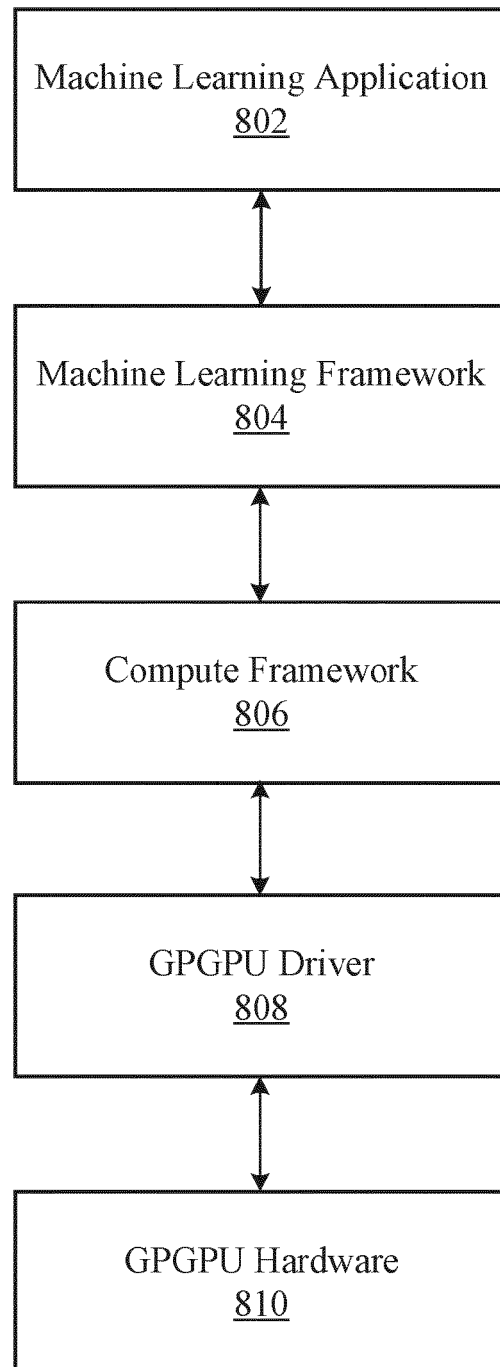 Machine Learning Application
802
Machine Learning Framework
804
Compute Framework
806
GPGPU Driver
808
GPGPU Hardware
810